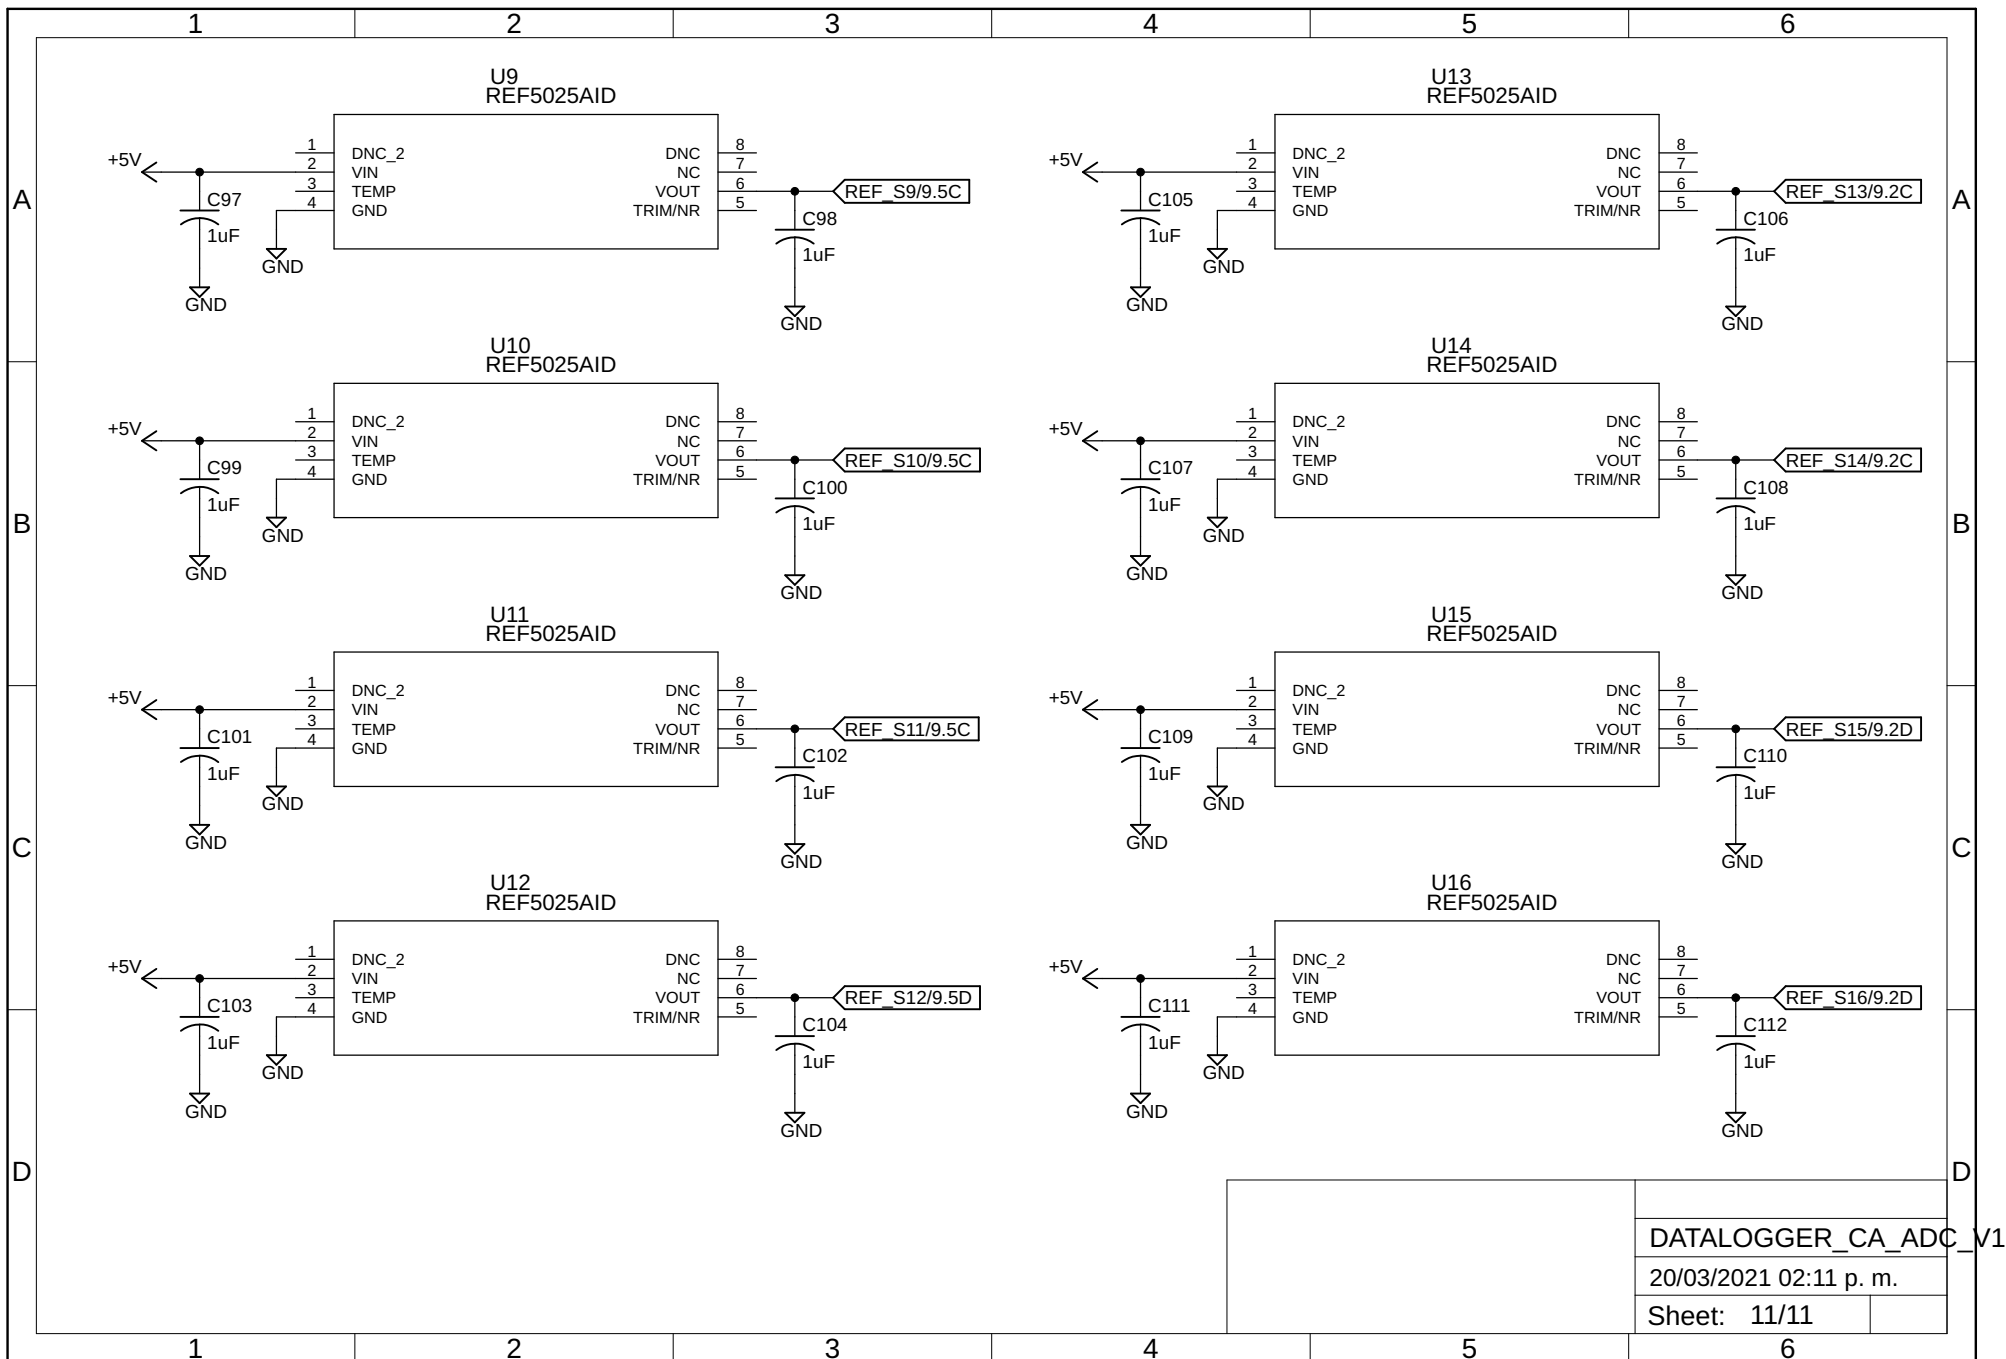 1 2 3 4 5 6
A A
B B
C C
D D
U9
REF5025AID
+5V
1 DNC_2 DNC 8
2 VIN NC 7
3 TEMP VOUT 6
4 GND TRIM/NR 5
C97
1uF
GND
GND
C98
1uF
GND
REF_S9/9.5C
U13
REF5025AID
+5V
1 DNC_2 DNC 8
2 VIN NC 7
3 TEMP VOUT 6
4 GND TRIM/NR 5
C105
1uF
GND
GND
C106
1uF
GND
REF_S13/9.2C
U10
REF5025AID
+5V
1 DNC_2 DNC 8
2 VIN NC 7
3 TEMP VOUT 6
4 GND TRIM/NR 5
C99
1uF
GND
GND
C100
1uF
GND
REF_S10/9.5C
U14
REF5025AID
+5V
1 DNC_2 DNC 8
2 VIN NC 7
3 TEMP VOUT 6
4 GND TRIM/NR 5
C107
1uF
GND
GND
C108
1uF
GND
REF_S14/9.2C
U11
REF5025AID
+5V
1 DNC_2 DNC 8
2 VIN NC 7
3 TEMP VOUT 6
4 GND TRIM/NR 5
C101
1uF
GND
GND
C102
1uF
GND
REF_S11/9.5C
U15
REF5025AID
+5V
1 DNC_2 DNC 8
2 VIN NC 7
3 TEMP VOUT 6
4 GND TRIM/NR 5
C109
1uF
GND
GND
C110
1uF
GND
REF_S15/9.2D
U12
REF5025AID
+5V
1 DNC_2 DNC 8
2 VIN NC 7
3 TEMP VOUT 6
4 GND TRIM/NR 5
C103
1uF
GND
GND
C104
1uF
GND
REF_S12/9.5D
U16
REF5025AID
+5V
1 DNC_2 DNC 8
2 VIN NC 7
3 TEMP VOUT 6
4 GND TRIM/NR 5
C111
1uF
GND
GND
C112
1uF
GND
REF_S16/9.2D
DATALOGGER_CA_ADC_V1
20/03/2021 02:11 p. m.
Sheet: 11/11
1 2 3 4 5 6